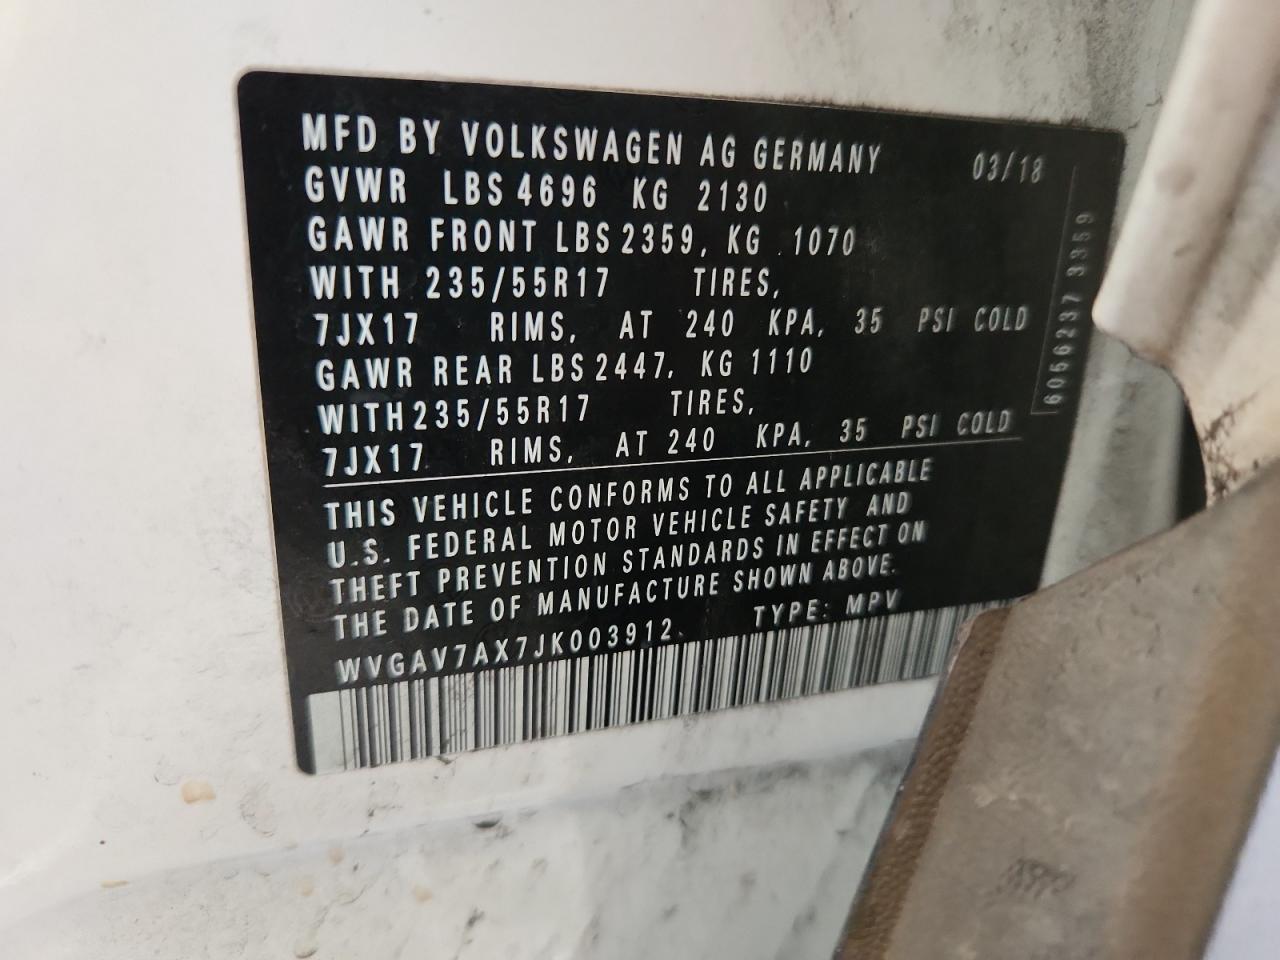 MFD BY VOLKSWAGEN AG GERMANY 03/18
GVWR LBS 4696 KG 2130
GAWR FRONT LBS 2359, KG 1070
WITH 235/55R17 TIRES,
7JX17 RIMS, AT 240 KPA, 35 PSI COLD
GAWR REAR LBS 2447, KG 1110
WITH 235/55R17 TIRES,
7JX17 RIMS, AT 240 KPA, 35 PSI COLD
THIS VEHICLE CONFORMS TO ALL APPLICABLE
U.S. FEDERAL MOTOR VEHICLE SAFETY AND
THEFT PREVENTION STANDARDS IN EFFECT ON
THE DATE OF MANUFACTURE SHOWN ABOVE.
WVGAV7AX7JK003912 TYPE: MPV
6056237 3359